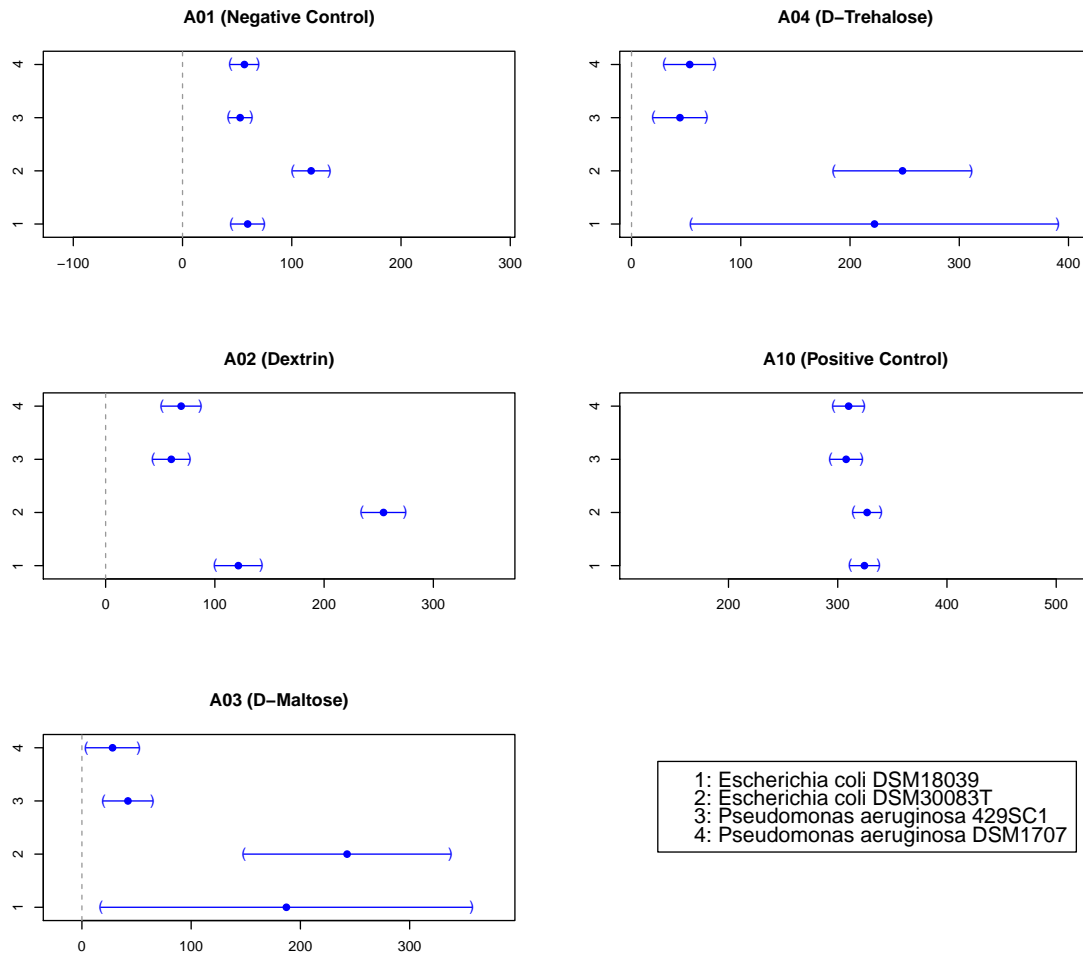 A01 (Negative Control)
4
3
2
1
−100 0 100 200 300
A04 (D−Trehalose)
4
3
2
1
0 100 200 300 400
A02 (Dextrin)
4
3
2
1
0 100 200 300
A10 (Positive Control)
4
3
2
1
200 300 400 500
A03 (D−Maltose)
4
3
2
1
0 100 200 300
1: Escherichia coli DSM18039
2: Escherichia coli DSM30083T
3: Pseudomonas aeruginosa 429SC1
4: Pseudomonas aeruginosa DSM1707